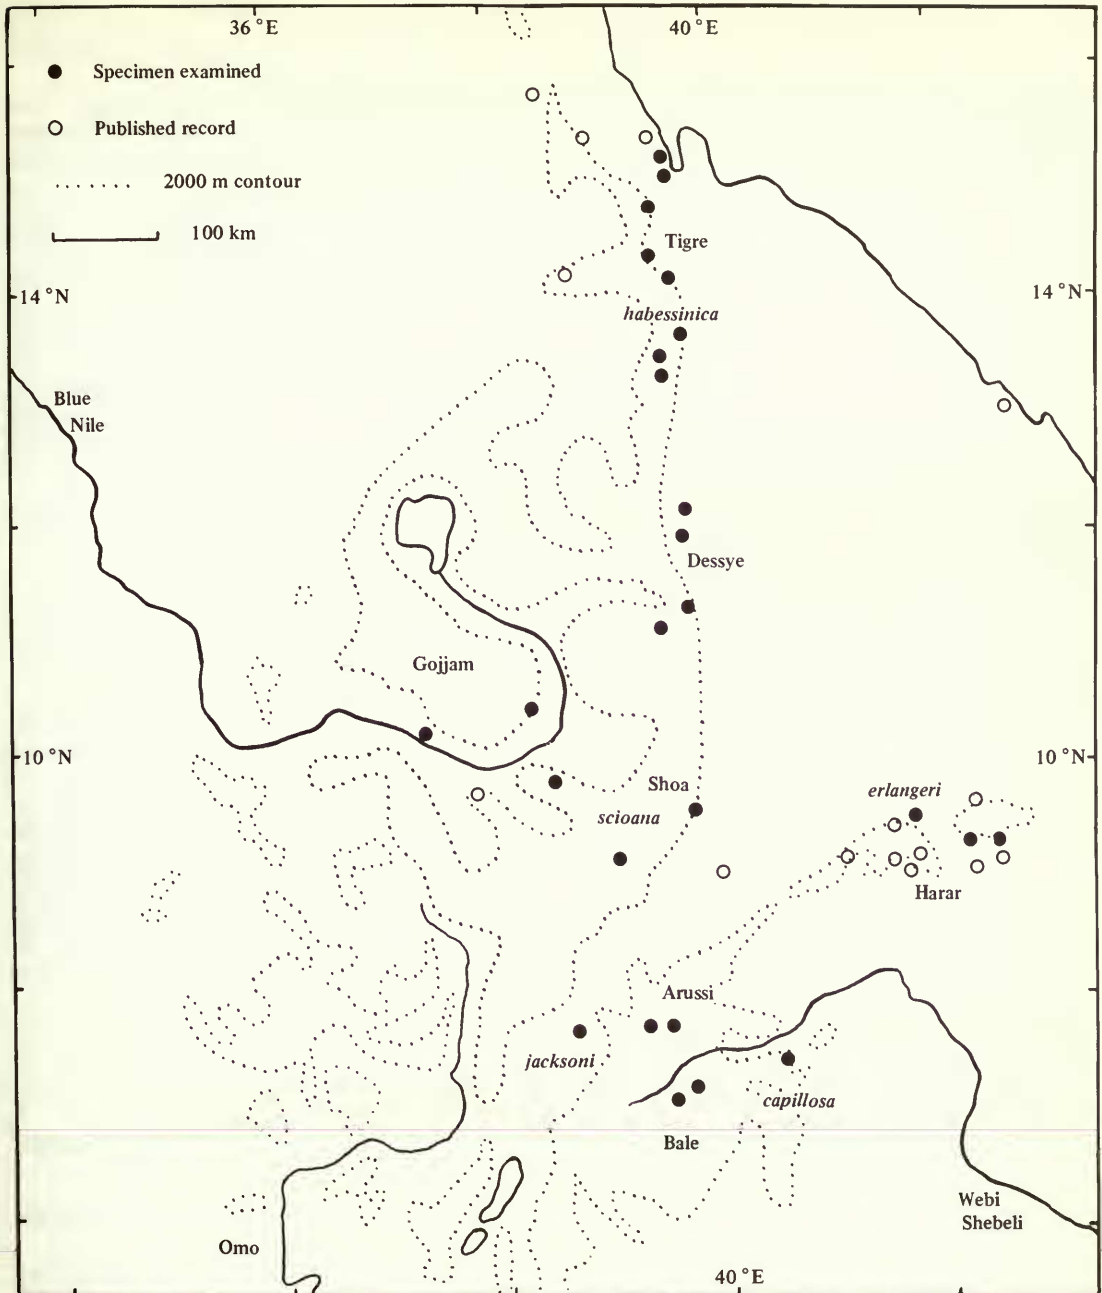 36°E
40°E
Specimen examined
Published record
2000 m contour
100 km
Tigre
14°N
14°N
habessinica
Blue
Nile
Dessye
Gojjam
10°N
10°N
Shoa
erlangeri
scioana
Harar
Arussi
jacksoni
capillosa
Bale
Webi
Shebeli
Omo
40°E